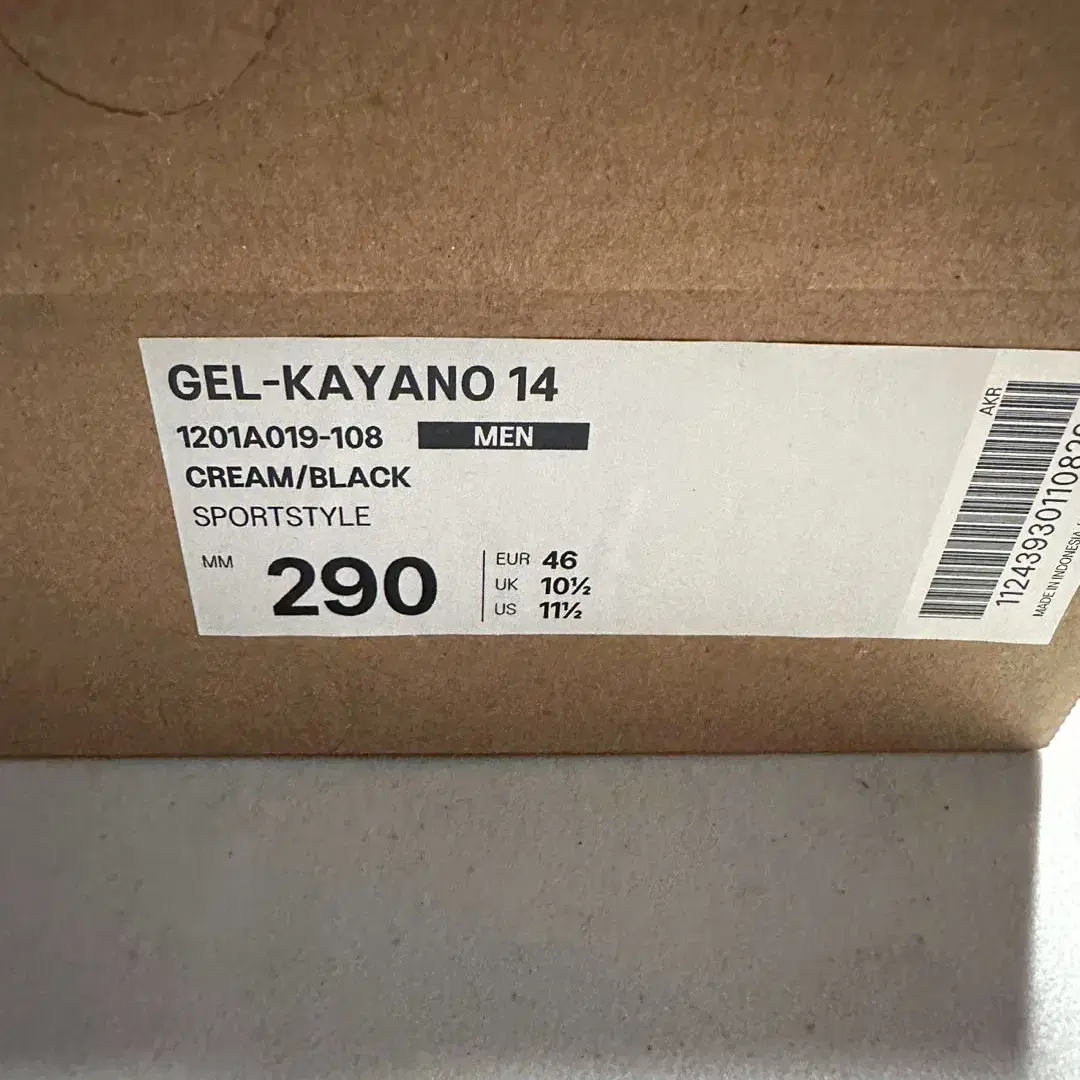 GEL-KAYANO 14
1201A019-108 MEN
CREAM/BLACK
SPORTSTYLE
MM 290
EUR 46
UK 10½
US 11½
AKR
MADE IN INDONESIA